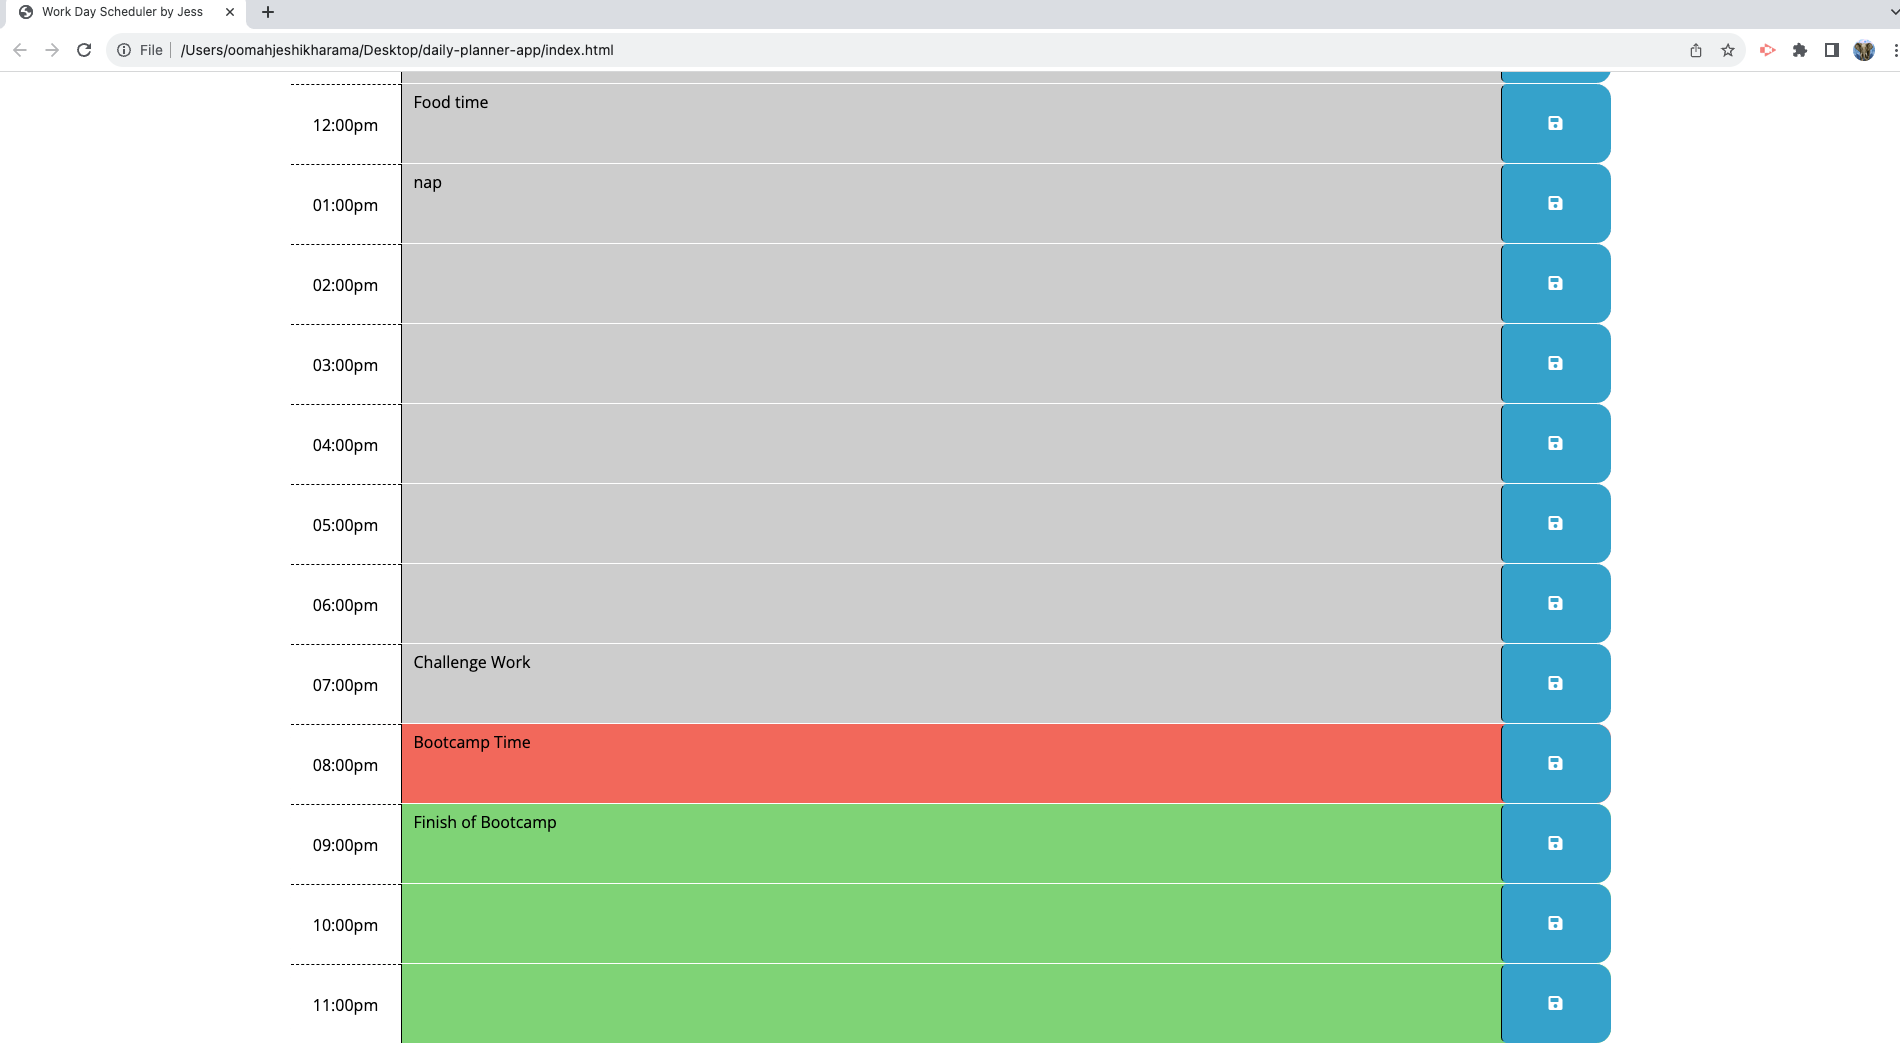 Work Day Scheduler by Jess
File /Users/oomahjeshikharama/Desktop/daily-planner-app/index.html
12:00pm Food time
01:00pm nap
02:00pm
03:00pm
04:00pm
05:00pm
06:00pm
07:00pm Challenge Work
08:00pm Bootcamp Time
09:00pm Finish of Bootcamp
10:00pm
11:00pm